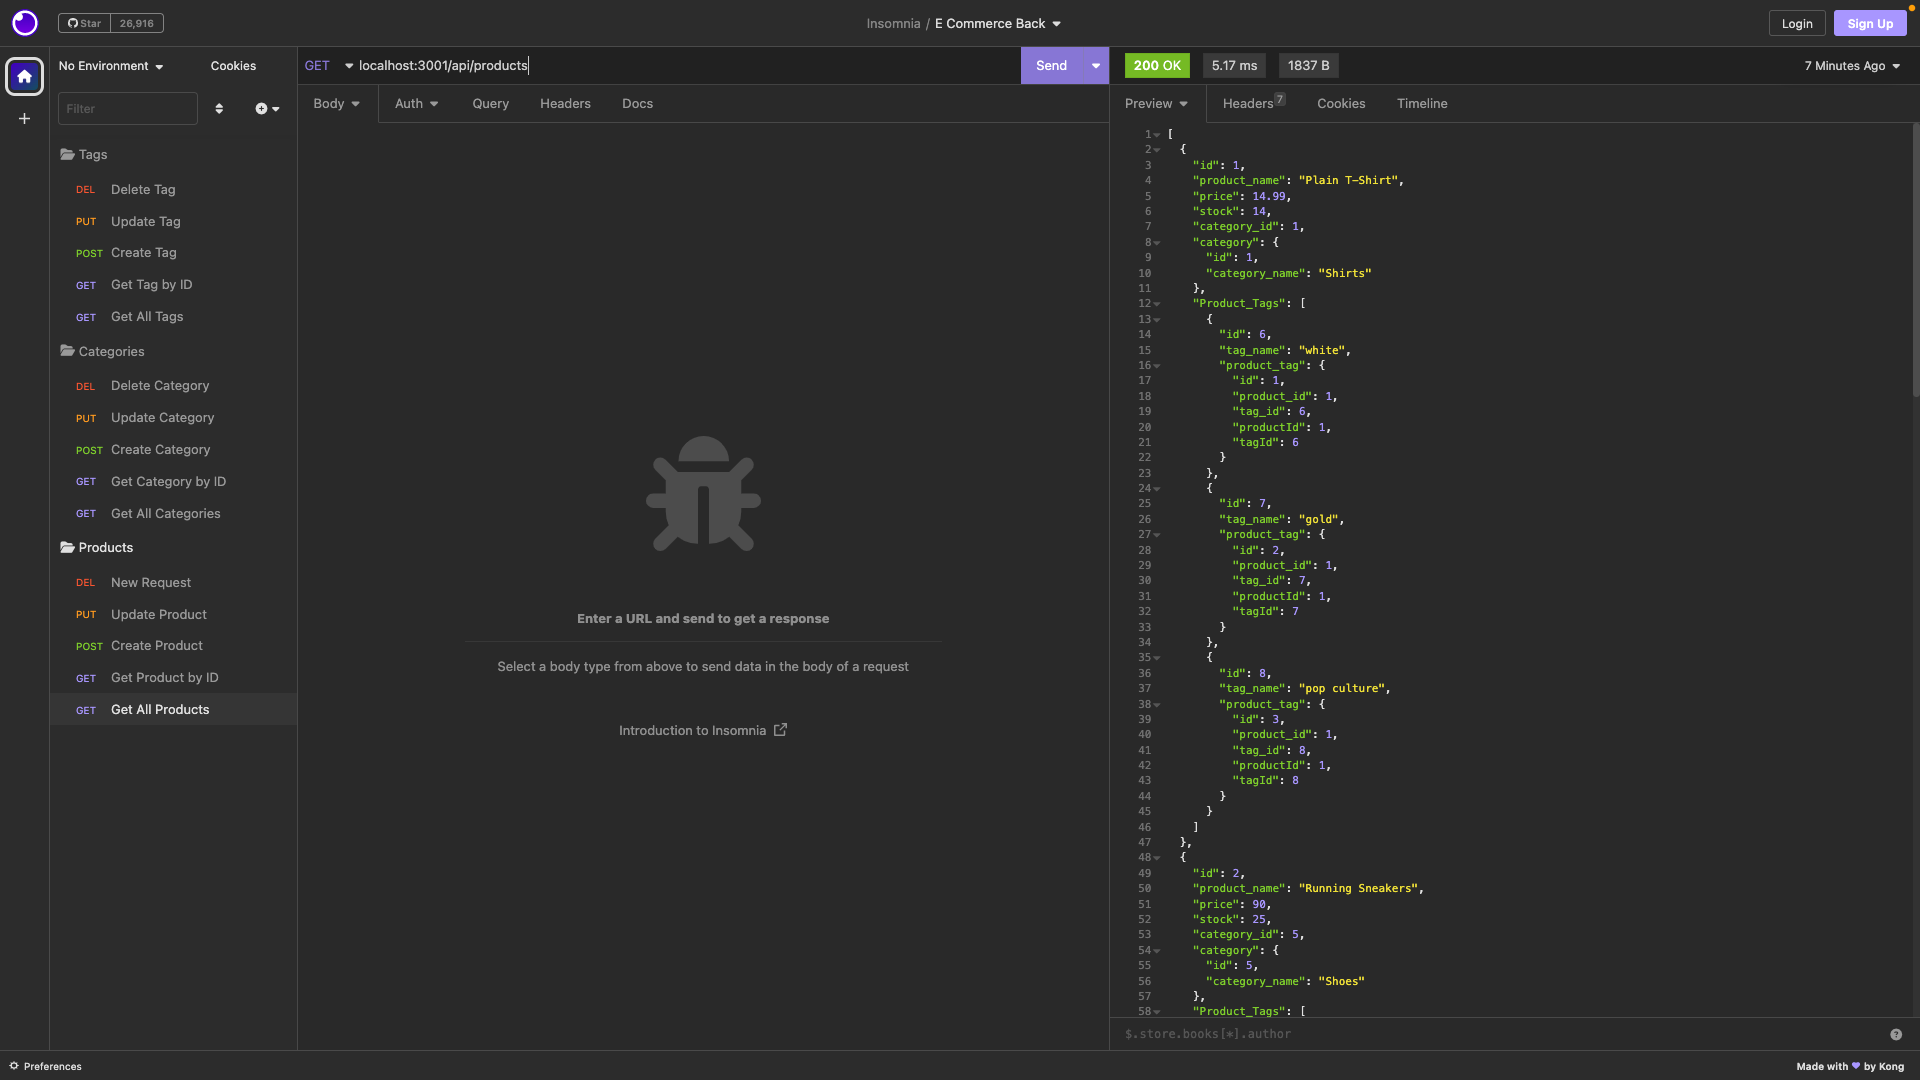 Star 26,916
Insomnia / E Commerce Back
Login
Sign Up
No Environment
Cookies
Filter
Tags
DEL Delete Tag
PUT Update Tag
POST Create Tag
GET Get Tag by ID
GET Get All Tags
Categories
DEL Delete Category
PUT Update Category
POST Create Category
GET Get Category by ID
GET Get All Categories
Products
DEL New Request
PUT Update Product
POST Create Product
GET Get Product by ID
GET Get All Products
Preferences
GET localhost:3001/api/products
Send
Body Auth Query Headers Docs
Enter a URL and send to get a response
Select a body type from above to send data in the body of a request
Introduction to Insomnia
200 OK 5.17 ms 1837 B 7 Minutes Ago
Preview Headers 7 Cookies Timeline
1 [
2 {
3 "id": 1,
4 "product_name": "Plain T-Shirt",
5 "price": 14.99,
6 "stock": 14,
7 "category_id": 1,
8 "category": {
9 "id": 1,
10 "category_name": "Shirts"
11 },
12 "Product_Tags": [
13 {
14 "id": 6,
15 "tag_name": "white",
16 "product_tag": {
17 "id": 1,
18 "product_id": 1,
19 "tag_id": 6,
20 "productId": 1,
21 "tagId": 6
22 }
23 },
24 {
25 "id": 7,
26 "tag_name": "gold",
27 "product_tag": {
28 "id": 2,
29 "product_id": 1,
30 "tag_id": 7,
31 "productId": 1,
32 "tagId": 7
33 }
34 },
35 {
36 "id": 8,
37 "tag_name": "pop culture",
38 "product_tag": {
39 "id": 3,
40 "product_id": 1,
41 "tag_id": 8,
42 "productId": 1,
43 "tagId": 8
44 }
45 }
46 ]
47 },
48 {
49 "id": 2,
50 "product_name": "Running Sneakers",
51 "price": 90,
52 "stock": 25,
53 "category_id": 5,
54 "category": {
55 "id": 5,
56 "category_name": "Shoes"
57 },
58 "Product_Tags": [
$.store.books[*].author
Made with ♥ by Kong